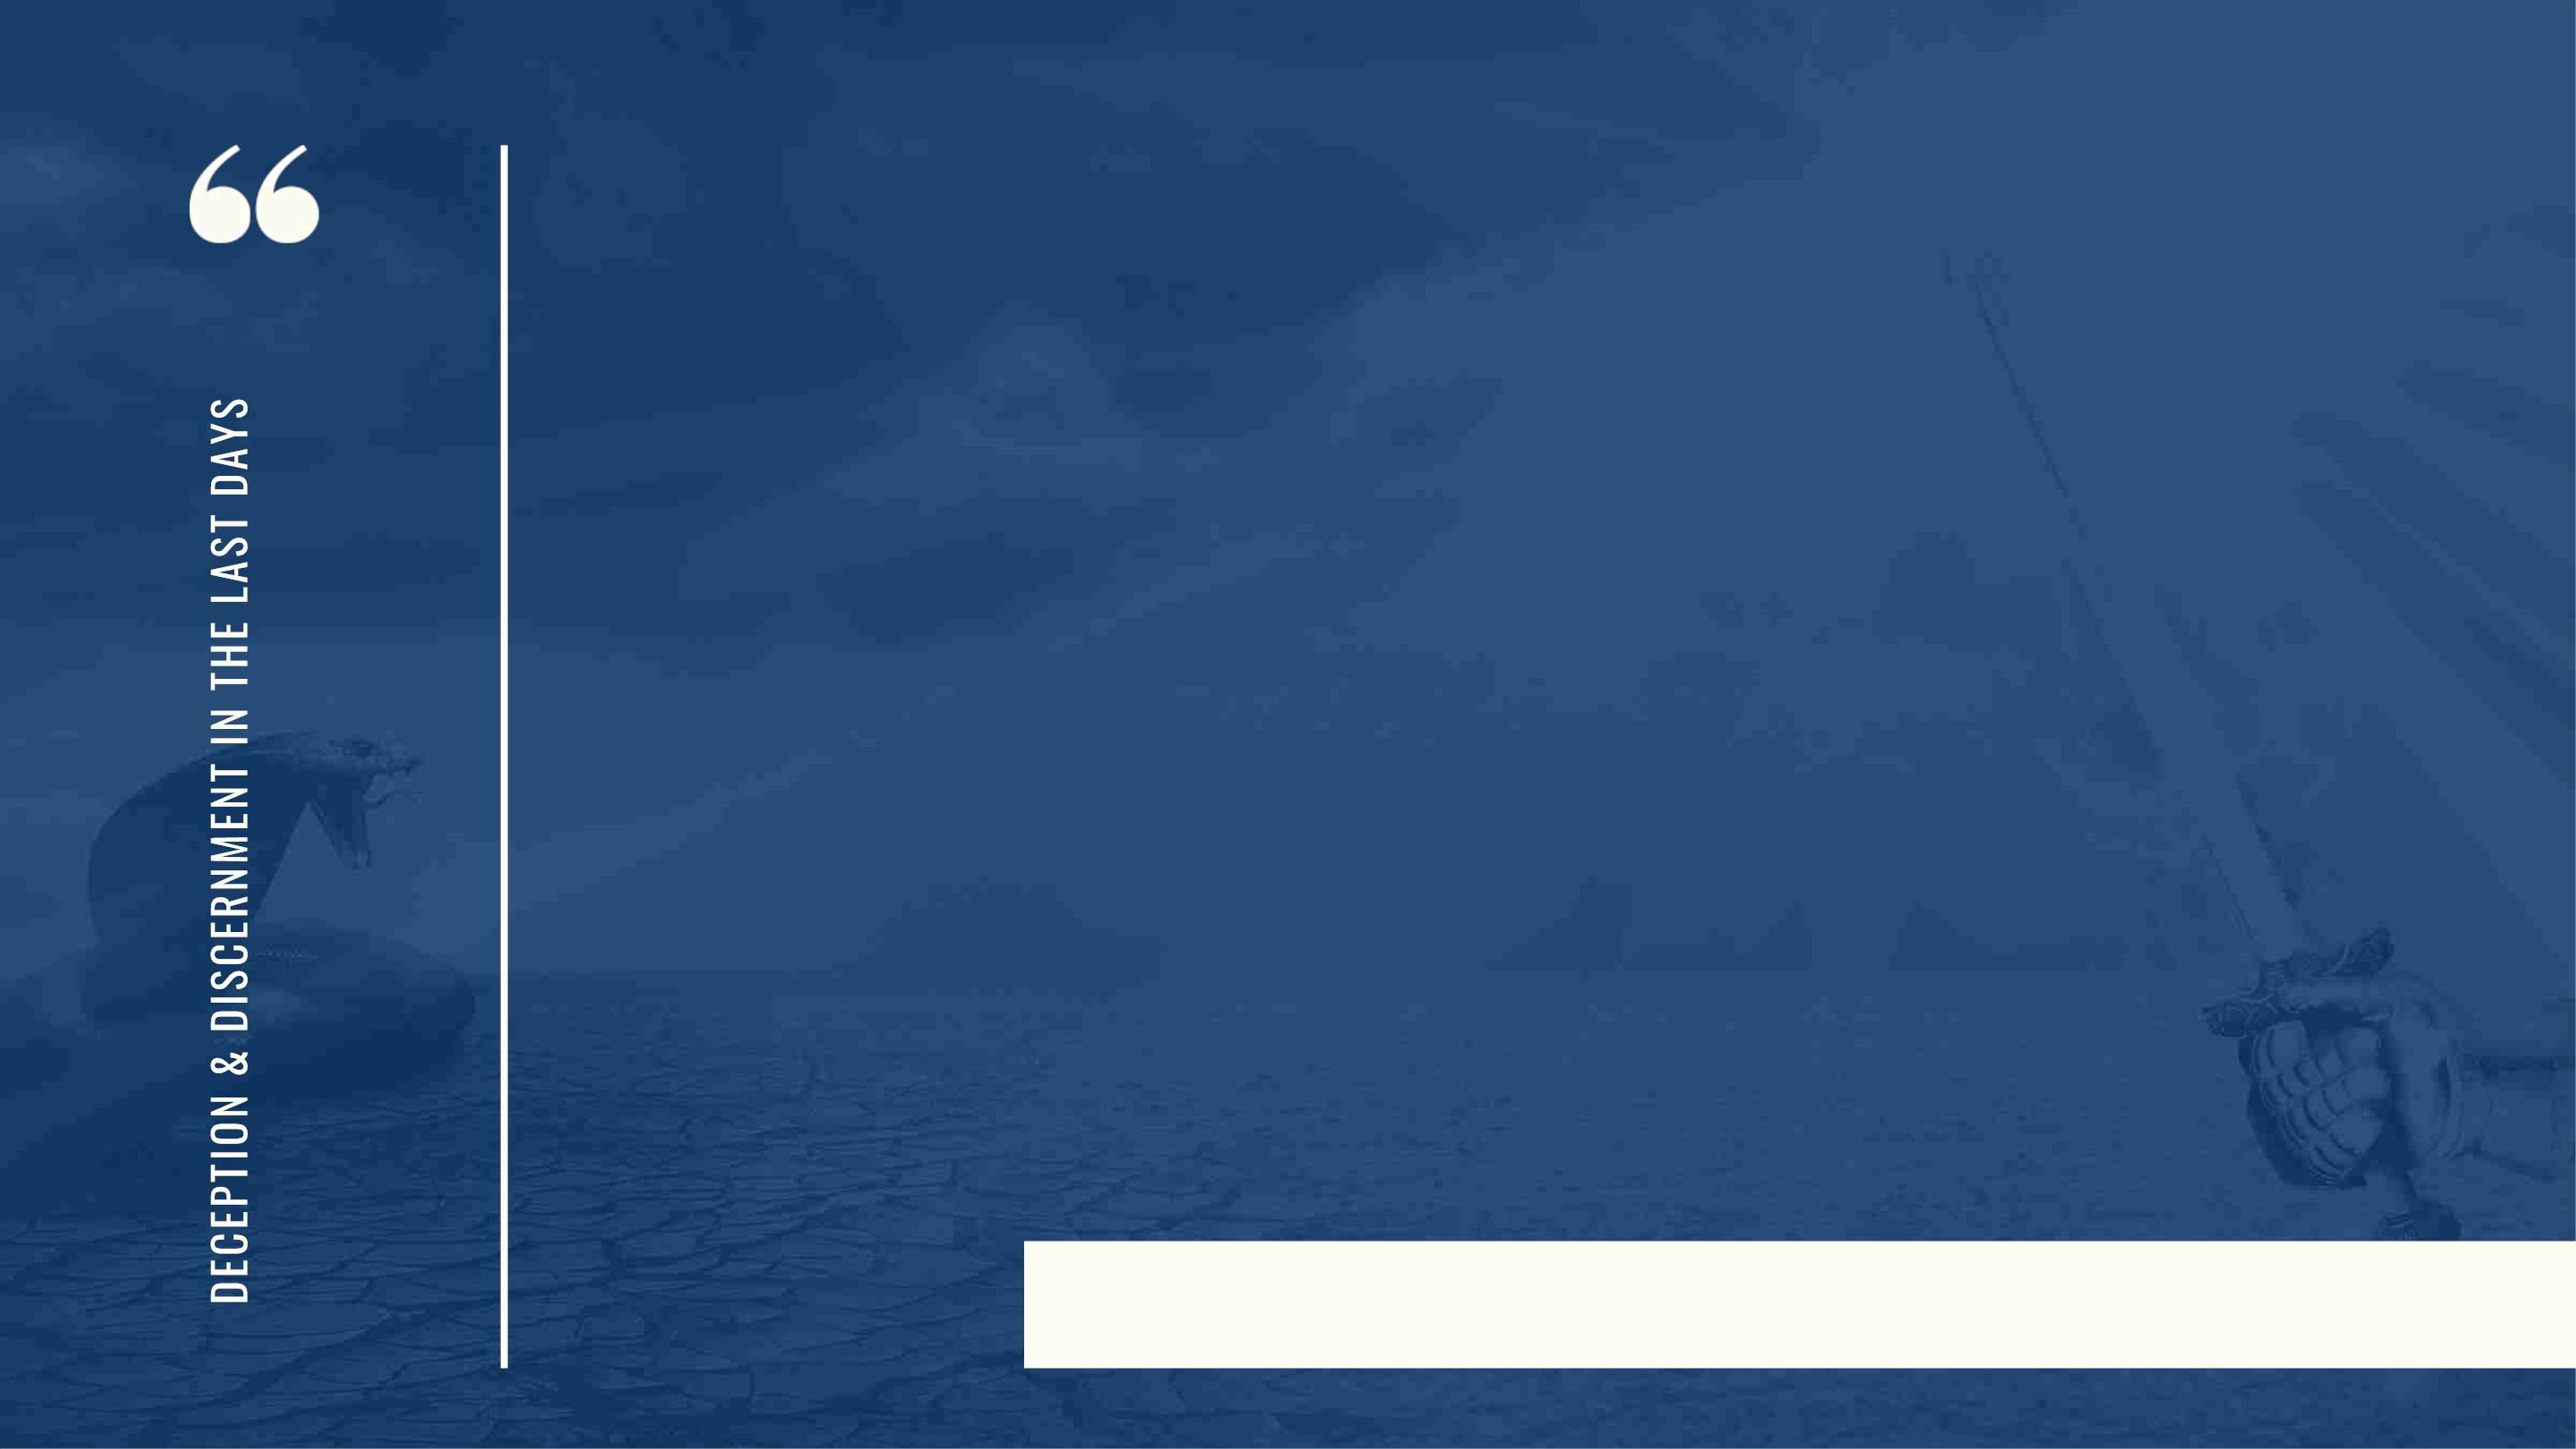 “
DECEPTION & DISCERNMENT IN THE LAST DAYS